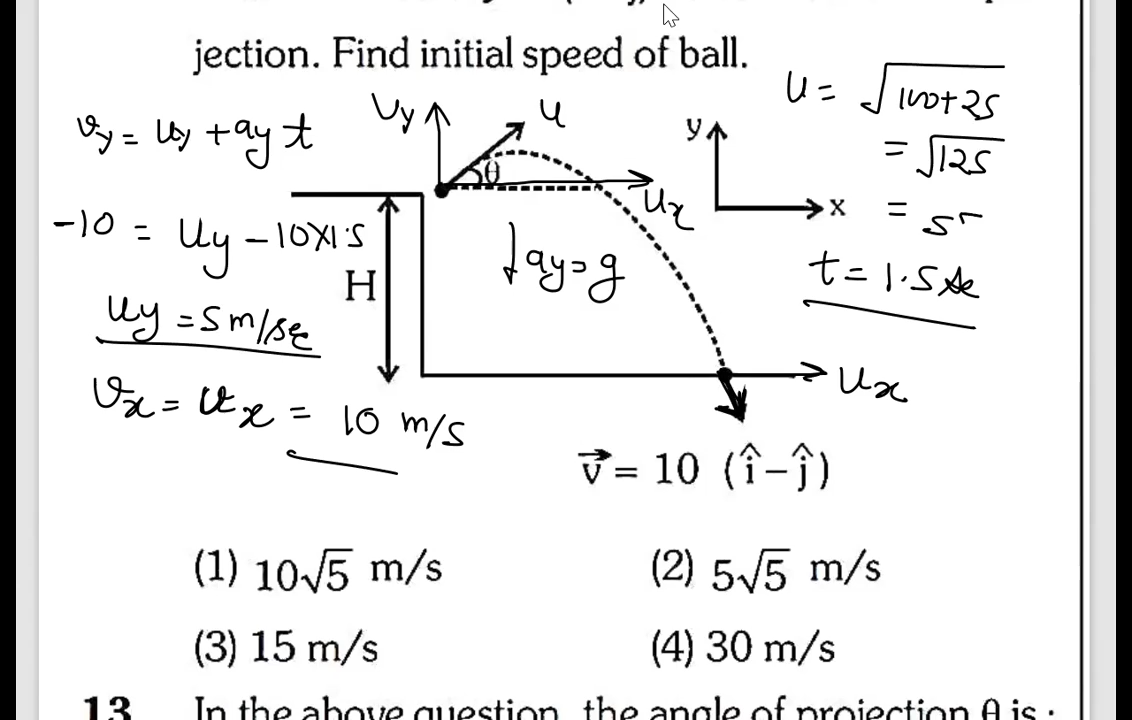 jection. Find initial speed of ball.
u = √100+25
= √125
= 5
t = 1.5
vy = uy + ay t
-10 = uy - 10×1.5
uy = 5 m/sec
vx = ux = 10 m/s
Uy
u
θ
ux
y
x
ay = g
H
ux
v⃗ = 10 (î – ĵ)
(1) 10√5 m/s
(2) 5√5 m/s
(3) 15 m/s
(4) 30 m/s
13 In the above question, the angle of projection θ is :